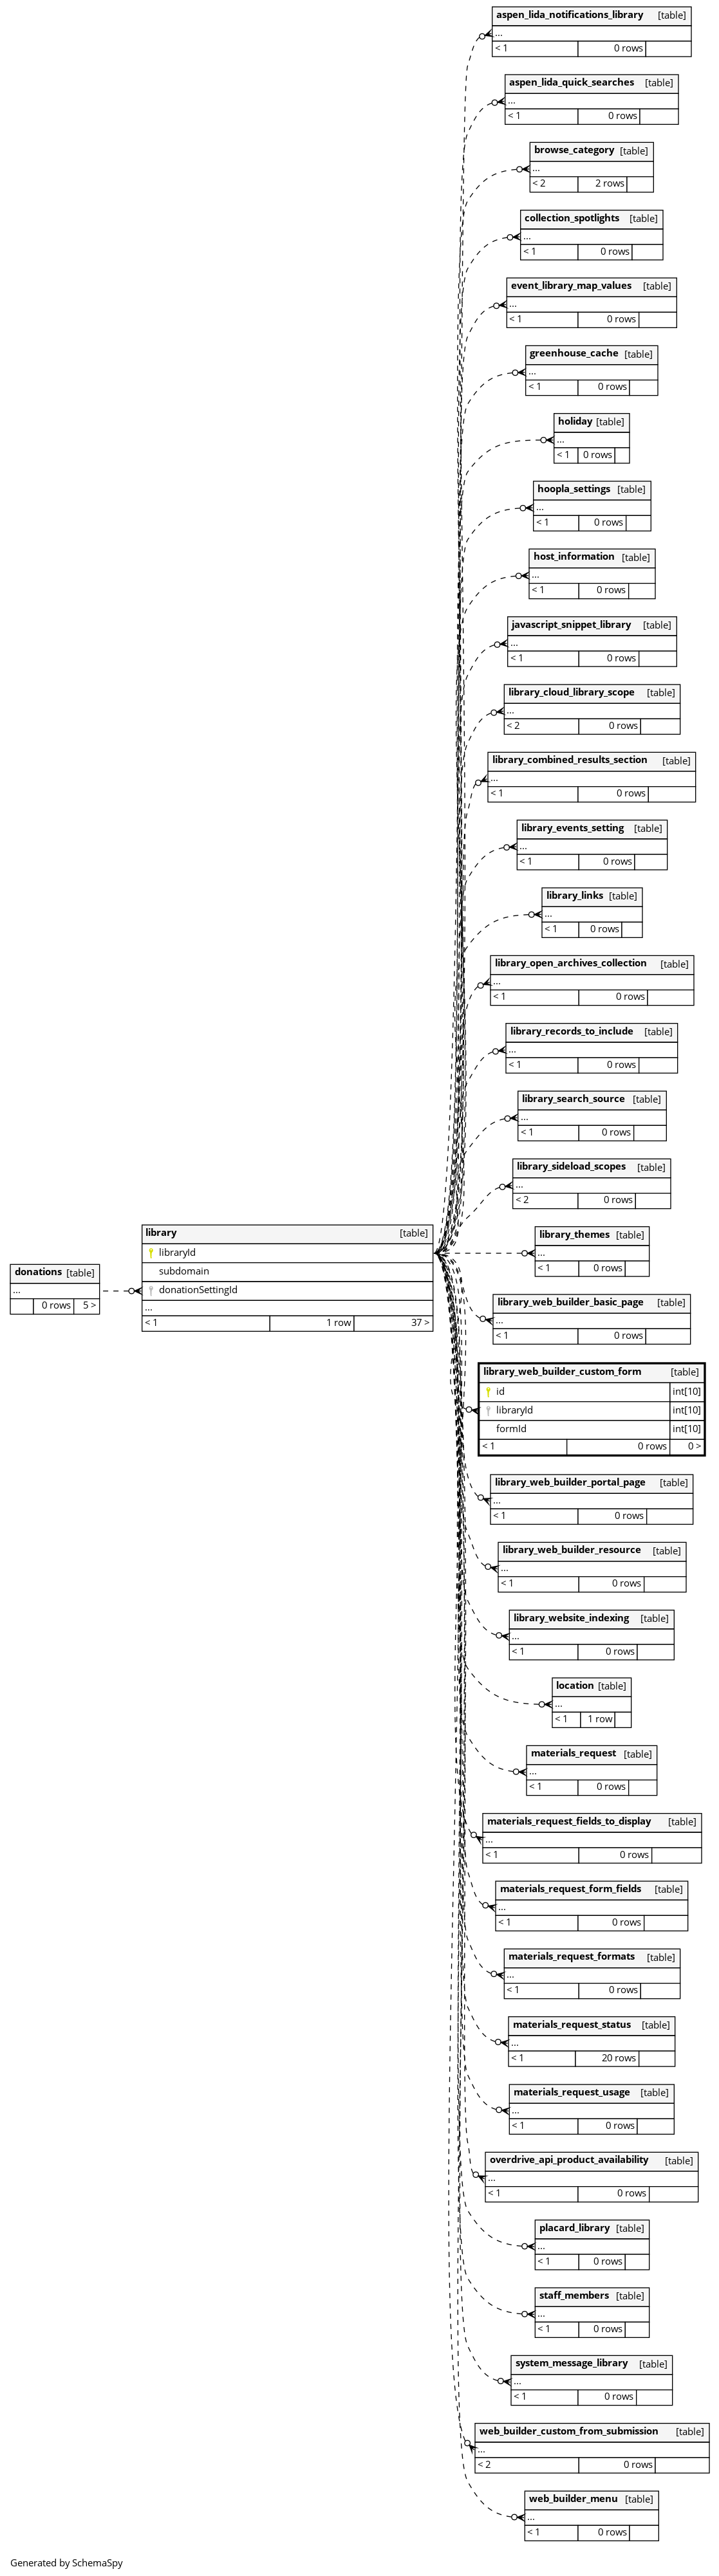 aspen_lida_notifications_library [table]
...
< 1 0 rows
aspen_lida_quick_searches [table]
...
< 1 0 rows
browse_category [table]
...
< 2 2 rows
collection_spotlights [table]
...
< 1 0 rows
event_library_map_values [table]
...
< 1 0 rows
greenhouse_cache [table]
...
< 1 0 rows
holiday [table]
...
< 1 0 rows
hoopla_settings [table]
...
< 1 0 rows
host_information [table]
...
< 1 0 rows
javascript_snippet_library [table]
...
< 1 0 rows
library_cloud_library_scope [table]
...
< 2 0 rows
library_combined_results_section [table]
...
< 1 0 rows
library_events_setting [table]
...
< 1 0 rows
library_links [table]
...
< 1 0 rows
library_open_archives_collection [table]
...
< 1 0 rows
library_records_to_include [table]
...
< 1 0 rows
library_search_source [table]
...
< 1 0 rows
library_sideload_scopes [table]
...
< 2 0 rows
donations [table]
...
0 rows 5 >
library [table]
libraryId
subdomain
donationSettingId
...
< 1 1 row 37 >
library_themes [table]
...
< 1 0 rows
library_web_builder_basic_page [table]
...
< 1 0 rows
library_web_builder_custom_form [table]
id int[10]
libraryId int[10]
formId int[10]
< 1 0 rows 0 >
library_web_builder_portal_page [table]
...
< 1 0 rows
library_web_builder_resource [table]
...
< 1 0 rows
library_website_indexing [table]
...
< 1 0 rows
location [table]
...
< 1 1 row
materials_request [table]
...
< 1 0 rows
materials_request_fields_to_display [table]
...
< 1 0 rows
materials_request_form_fields [table]
...
< 1 0 rows
materials_request_formats [table]
...
< 1 0 rows
materials_request_status [table]
...
< 1 20 rows
materials_request_usage [table]
...
< 1 0 rows
overdrive_api_product_availability [table]
...
< 1 0 rows
placard_library [table]
...
< 1 0 rows
staff_members [table]
...
< 1 0 rows
system_message_library [table]
...
< 1 0 rows
web_builder_custom_from_submission [table]
...
< 2 0 rows
web_builder_menu [table]
...
< 1 0 rows
Generated by SchemaSpy